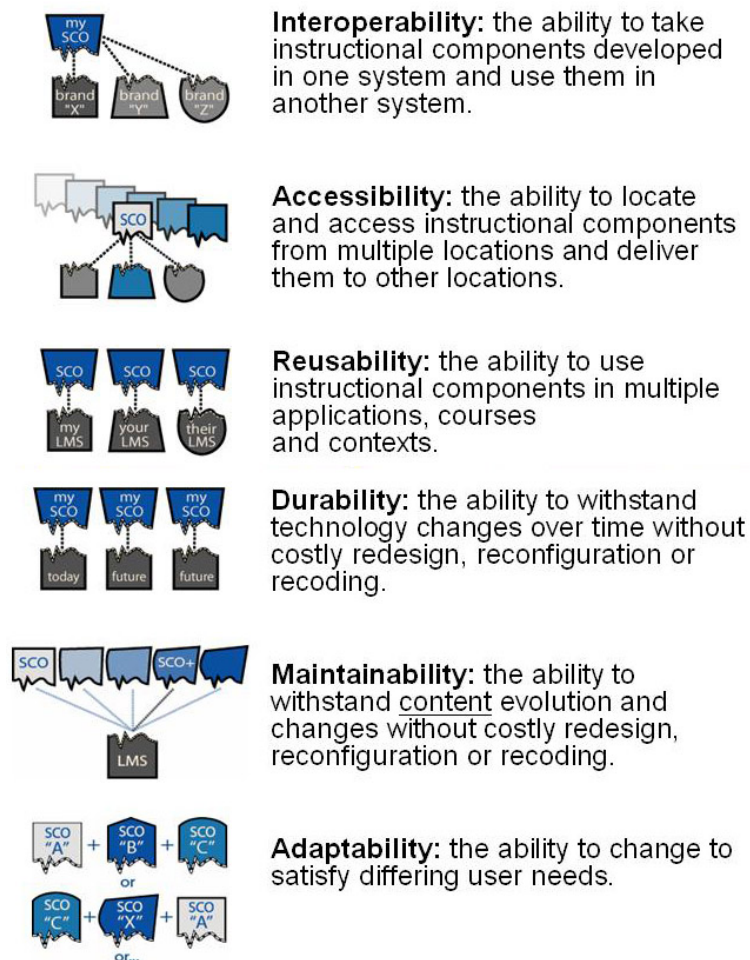 my
SCO
brand
"X"
brand
"Y"
brand
"Z"
Interoperability: the ability to take
instructional components developed
in one system and use them in
another system.
SCO
Accessibility: the ability to locate
and access instructional components
from multiple locations and deliver
them to other locations.
SCO
SCO
SCO
my
LMS
your
LMS
their
LMS
Reusability: the ability to use
instructional components in multiple
applications, courses
and contexts.
my
SCO
my
SCO
my
SCO
today
future
future
Durability: the ability to withstand
technology changes over time without
costly redesign, reconfiguration or
recoding.
SCO
SCO+
LMS
Maintainability: the ability to
withstand content evolution and
changes without costly redesign,
reconfiguration or recoding.
SCO
"A"
+
SCO
"B"
+
SCO
"C"
or
SCO
"C"
+
SCO
"X"
+
SCO
"A"
or...
Adaptability: the ability to change to
satisfy differing user needs.